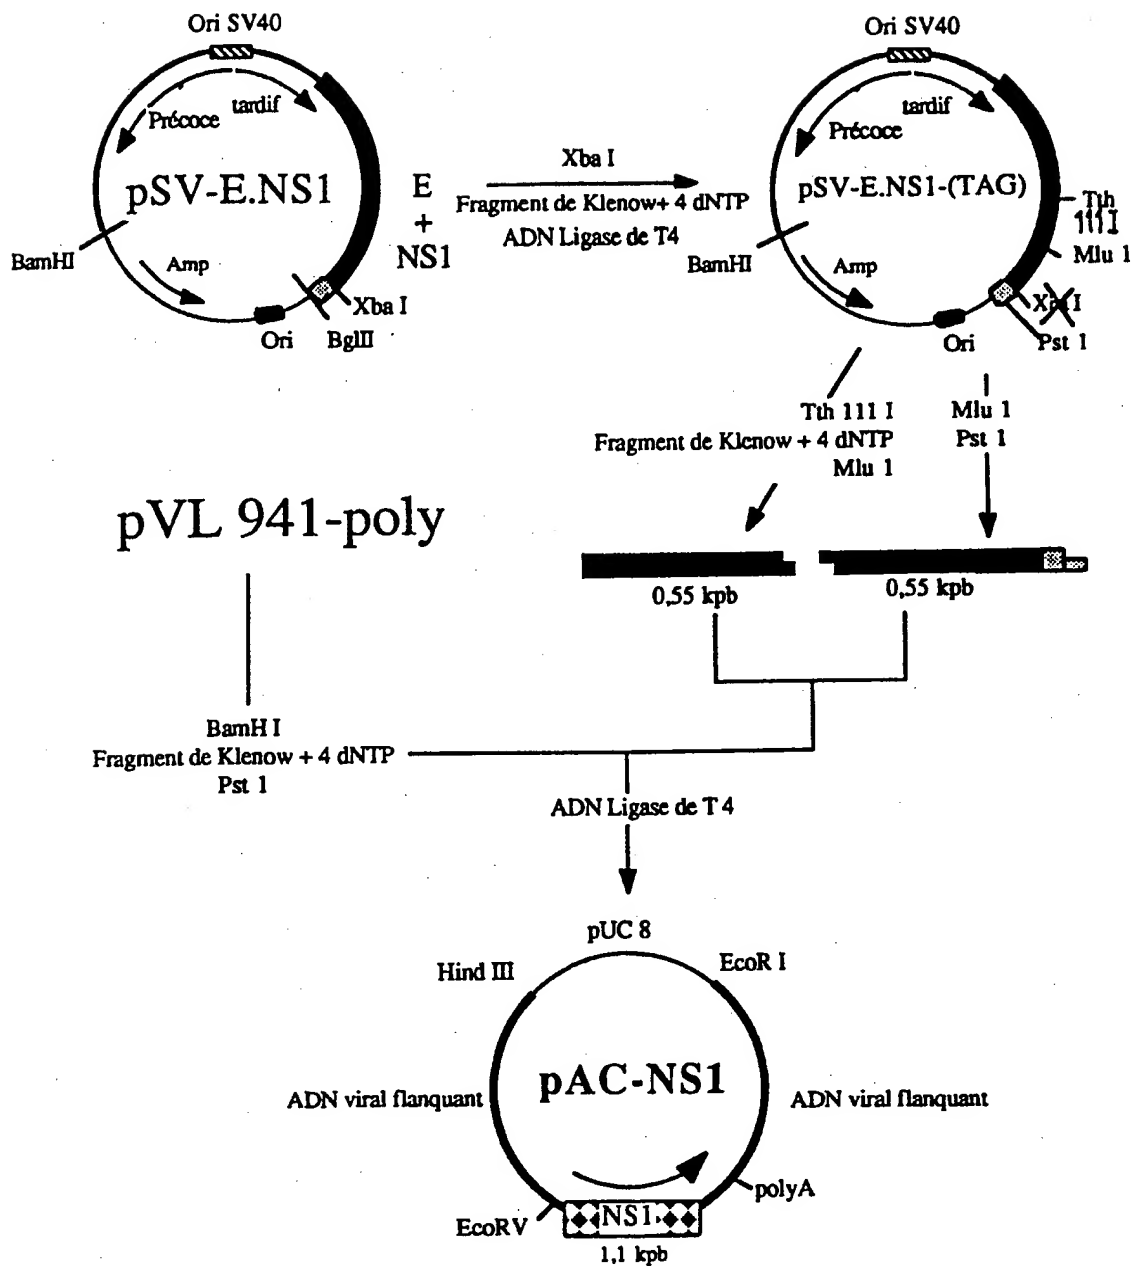 Ori SV40
Précoce
tardif
pSV-E.NS1
BamHI
Amp
Ori
BglII
Xba I
E
+
NS1
Xba I
Fragment de Klenow+ 4 dNTP
ADN Ligase de T4
Ori SV40
Précoce
tardif
pSV-E.NS1-(TAG)
BamHI
Amp
Ori
Tth
111 I
Mlu 1
Xba I
Pst 1
Tth 111 I
Fragment de Klenow + 4 dNTP
Mlu 1
Mlu 1
Pst 1
pVL 941-poly
0,55 kpb
0,55 kpb
BamH I
Fragment de Klenow + 4 dNTP
Pst 1
ADN Ligase de T 4
pUC 8
Hind III
EcoR I
pAC-NS1
ADN viral flanquant
ADN viral flanquant
polyA
EcoRV
NS1
1,1 kpb